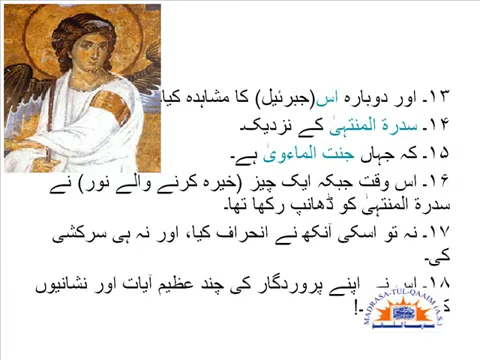 ۱۳۔ اور دوبارہ اس(جبرئیل) کا مشاہدہ کیا
۱۴۔ سدرۃ المنتہیٰ کے نزدیک۔
۱۵۔ کہ جہاں جنت الماءویٰ ہے۔
۱۶۔ اس وقت جبکہ ایک چیز (خیرہ کرنے والے نور) نے
سدرۃ المنتہیٰ کو ڈھانپ رکھا تھا۔
۱۷۔ نہ تو اسکی آنکھ نے انحراف کیا، اور نہ ہی سرکشی
کی۔
۱۸۔ اس نے اپنے پروردگار کی چند عظیم آیات اور نشانیوں
۔!
MADRASA-TUL-QAAIM (A.S.)